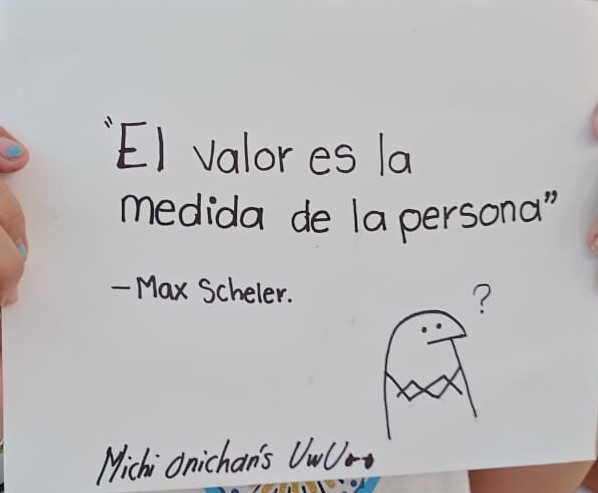 "El valor es la
medida de la persona"
- Max Scheler.
?
Michi Onichan's UwU